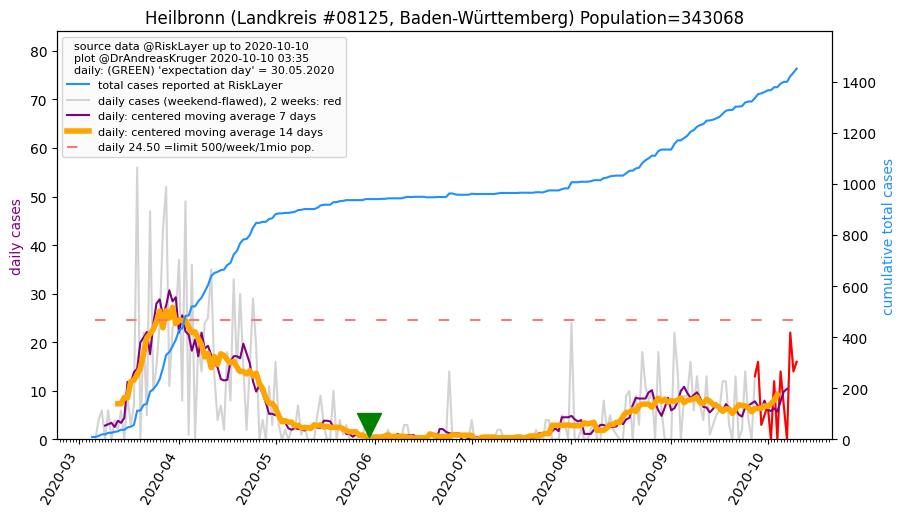 Heilbronn (Landkreis #08125, Baden-Württemberg) Population=343068
source data @RiskLayer up to 2020-10-10
plot @DrAndreasKruger 2020-10-10 03:35
daily: (GREEN) 'expectation day' = 30.05.2020
total cases reported at RiskLayer
daily cases (weekend-flawed), 2 weeks: red
daily: centered moving average 7 days
daily: centered moving average 14 days
daily 24.50 =limit 500/week/1mio pop.
daily cases
80
70
60
50
40
30
20
10
0
1400
1200
1000
800
600
400
200
0
cumulative total cases
2020-03
2020-04
2020-05
2020-06
2020-07
2020-08
2020-09
2020-10